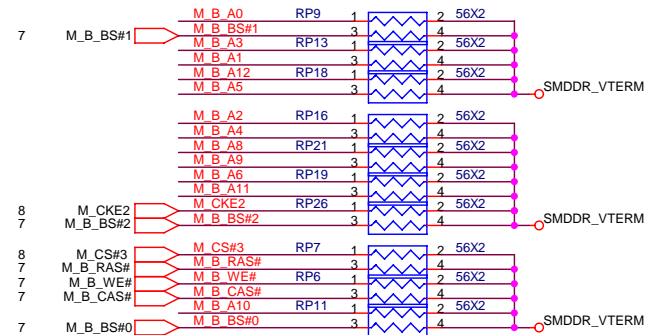 M_B_A0 RP9 1 2 56X2
7 M_B_BS#1 M_B_BS#1 3 4
M_B_A3 RP13 1 2 56X2
M_B_A1 3 4
M_B_A12 RP18 1 2 56X2
M_B_A5 3 4 SMDDR_VTERM
M_B_A2 RP16 1 2 56X2
M_B_A4 3 4
M_B_A8 RP21 1 2 56X2
M_B_A9 3 4
M_B_A6 RP19 1 2 56X2
M_B_A11 3 4
8 M_CKE2 M_CKE2 RP26 1 2 56X2
7 M_B_BS#2 M_B_BS#2 3 4 SMDDR_VTERM
8 M_CS#3 M_CS#3 RP7 1 2 56X2
7 M_B_RAS# M_B_RAS# 3 4
7 M_B_WE# M_B_WE# RP6 1 2 56X2
7 M_B_CAS# M_B_CAS# 3 4
M_B_A10 RP11 1 2 56X2
7 M_B_BS#0 M_B_BS#0 3 4 SMDDR_VTERM